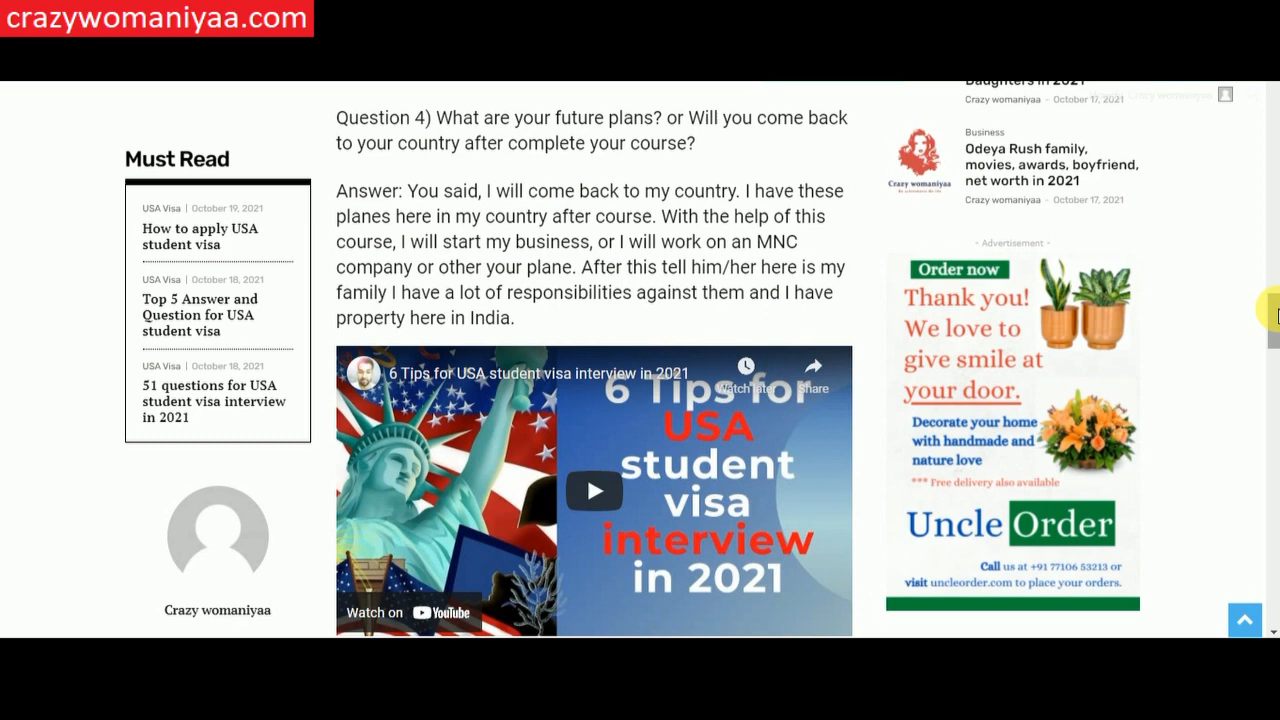 crazywomaniyaa.com
Question 4) What are your future plans? or Will you come back
to your country after complete your course?
Answer: You said, I will come back to my country. I have these
planes here in my country after course. With the help of this
course, I will start my business, or I will work on an MNC
company or other your plane. After this tell him/her here is my
family I have a lot of responsibilities against them and I have
property here in India.
Must Read
USA Visa | October 19, 2021
How to apply USA
student visa
USA Visa | October 18, 2021
Top 5 Answer and
Question for USA
student visa
USA Visa | October 18, 2021
51 questions for USA
student visa interview
in 2021
Crazy womaniyaa
6 Tips for USA student visa interview in 2021
Watch later
Share
6 Tips for
USA
student
visa
interview
in 2021
Watch on YouTube
Daughters in 2021
Crazy womaniyaa - October 17, 2021
Crazy womaniyaa
Business
Odeya Rush family,
movies, awards, boyfriend,
net worth in 2021
Crazy womaniyaa - October 17, 2021
- Advertisement -
Order now
Thank you!
We love to
give smile at
your door.
Decorate your home
with handmade and
nature love
*** Free delivery also available
Uncle Order
Call us at +91 77106 53213 or
visit uncleorder.com to place your orders.